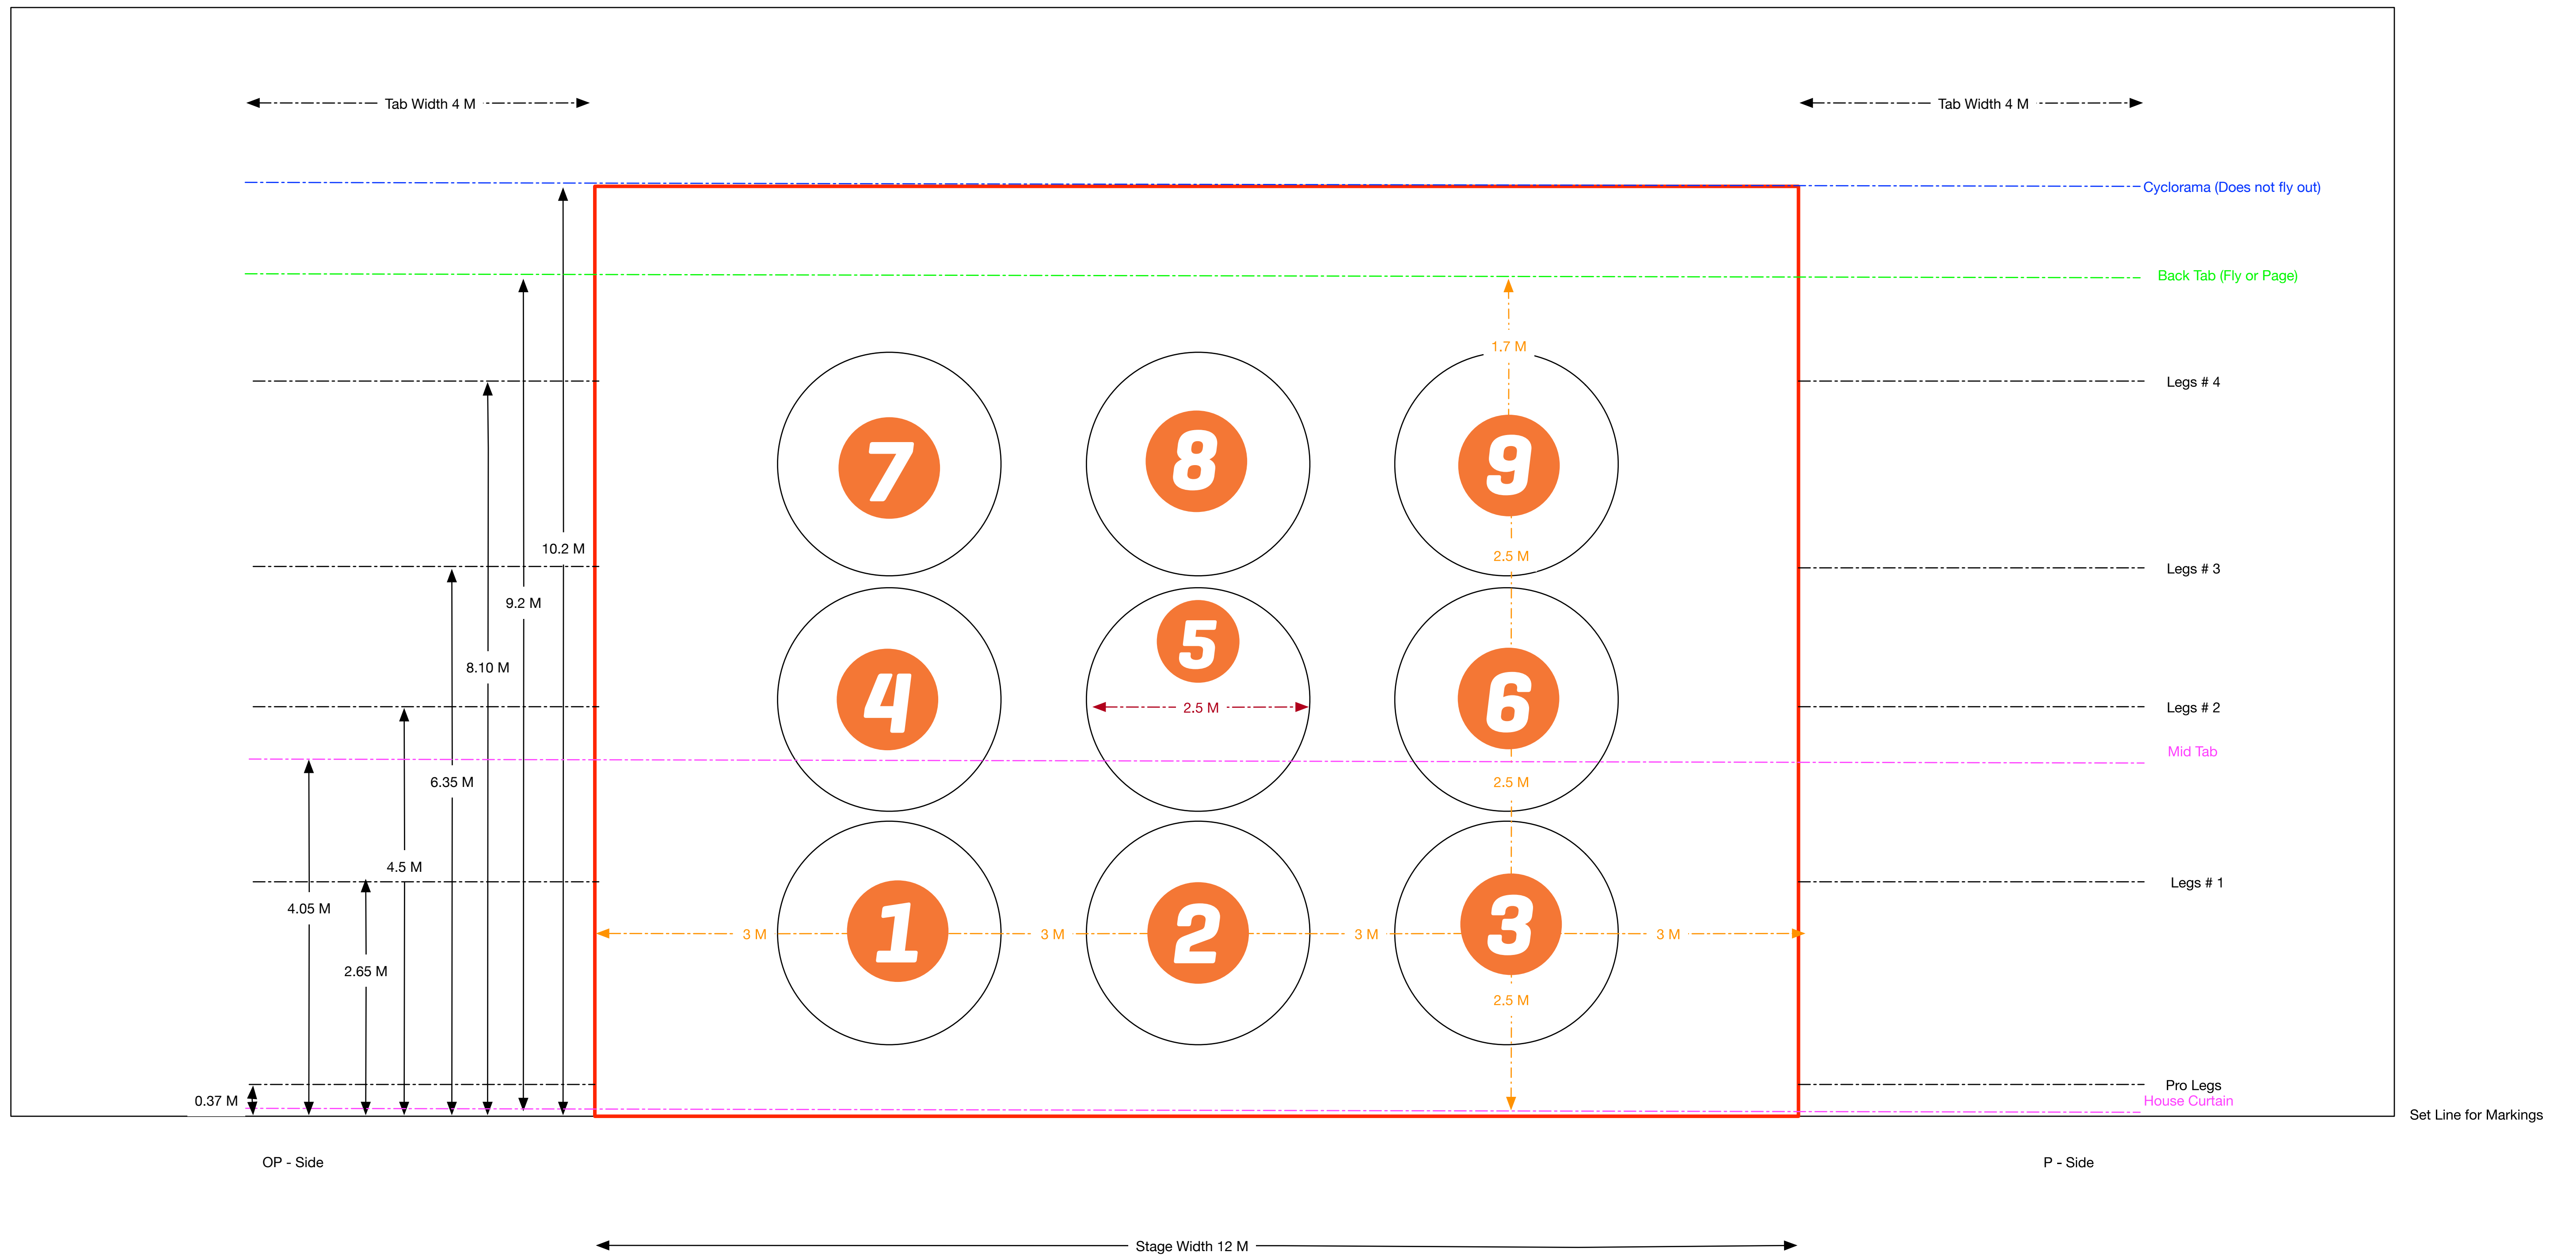 Tab Width 4 M
Tab Width 4 M
Cyclorama (Does not fly out)
Back Tab (Fly or Page)
1.7 M
Legs # 4
7
8
9
10.2 M
2.5 M
Legs # 3
9.2 M
5
8.10 M
4
2.5 M
6
Legs # 2
Mid Tab
6.35 M
2.5 M
4.5 M
Legs # 1
4.05 M
1
2
3
3 M
3 M
3 M
3 M
2.65 M
2.5 M
Pro Legs
0.37 M
House Curtain
Set Line for Markings
OP - Side
P - Side
Stage Width 12 M